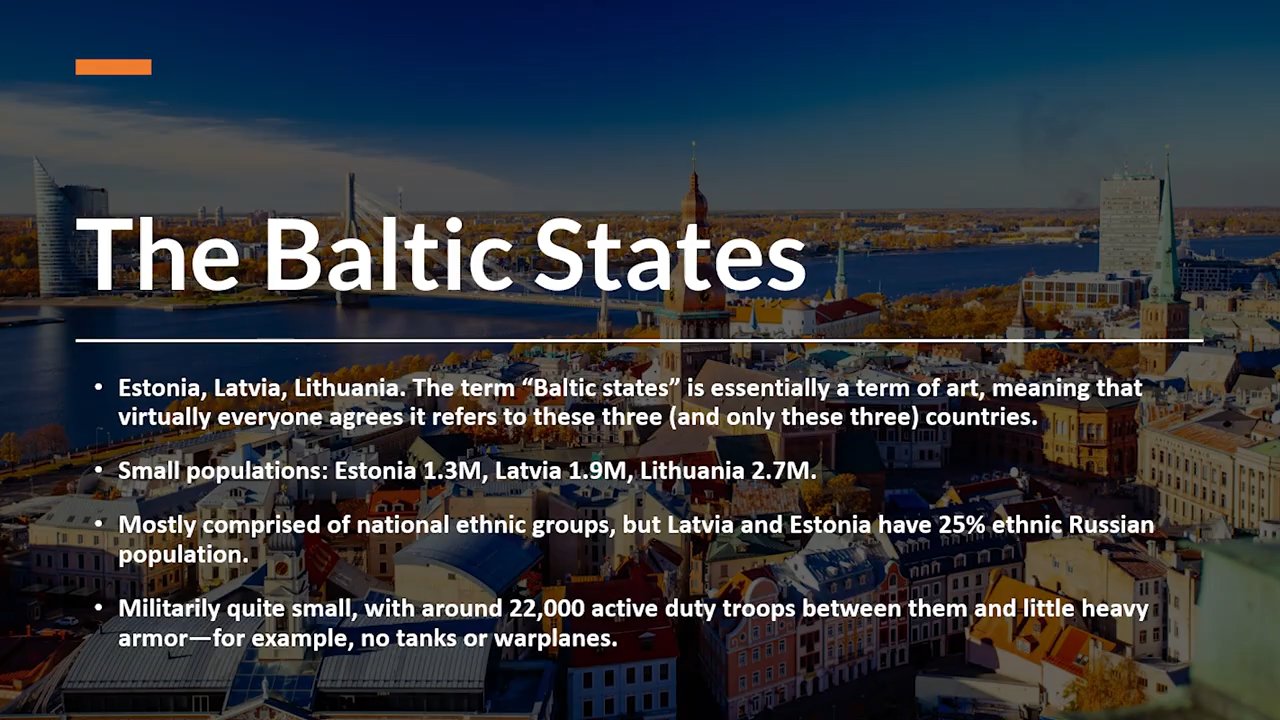 The Baltic States
• Estonia, Latvia, Lithuania. The term “Baltic states” is essentially a term of art, meaning that
virtually everyone agrees it refers to these three (and only these three) countries.
• Small populations: Estonia 1.3M, Latvia 1.9M, Lithuania 2.7M.
• Mostly comprised of national ethnic groups, but Latvia and Estonia have 25% ethnic Russian
population.
• Militarily quite small, with around 22,000 active duty troops between them and little heavy
armor—for example, no tanks or warplanes.